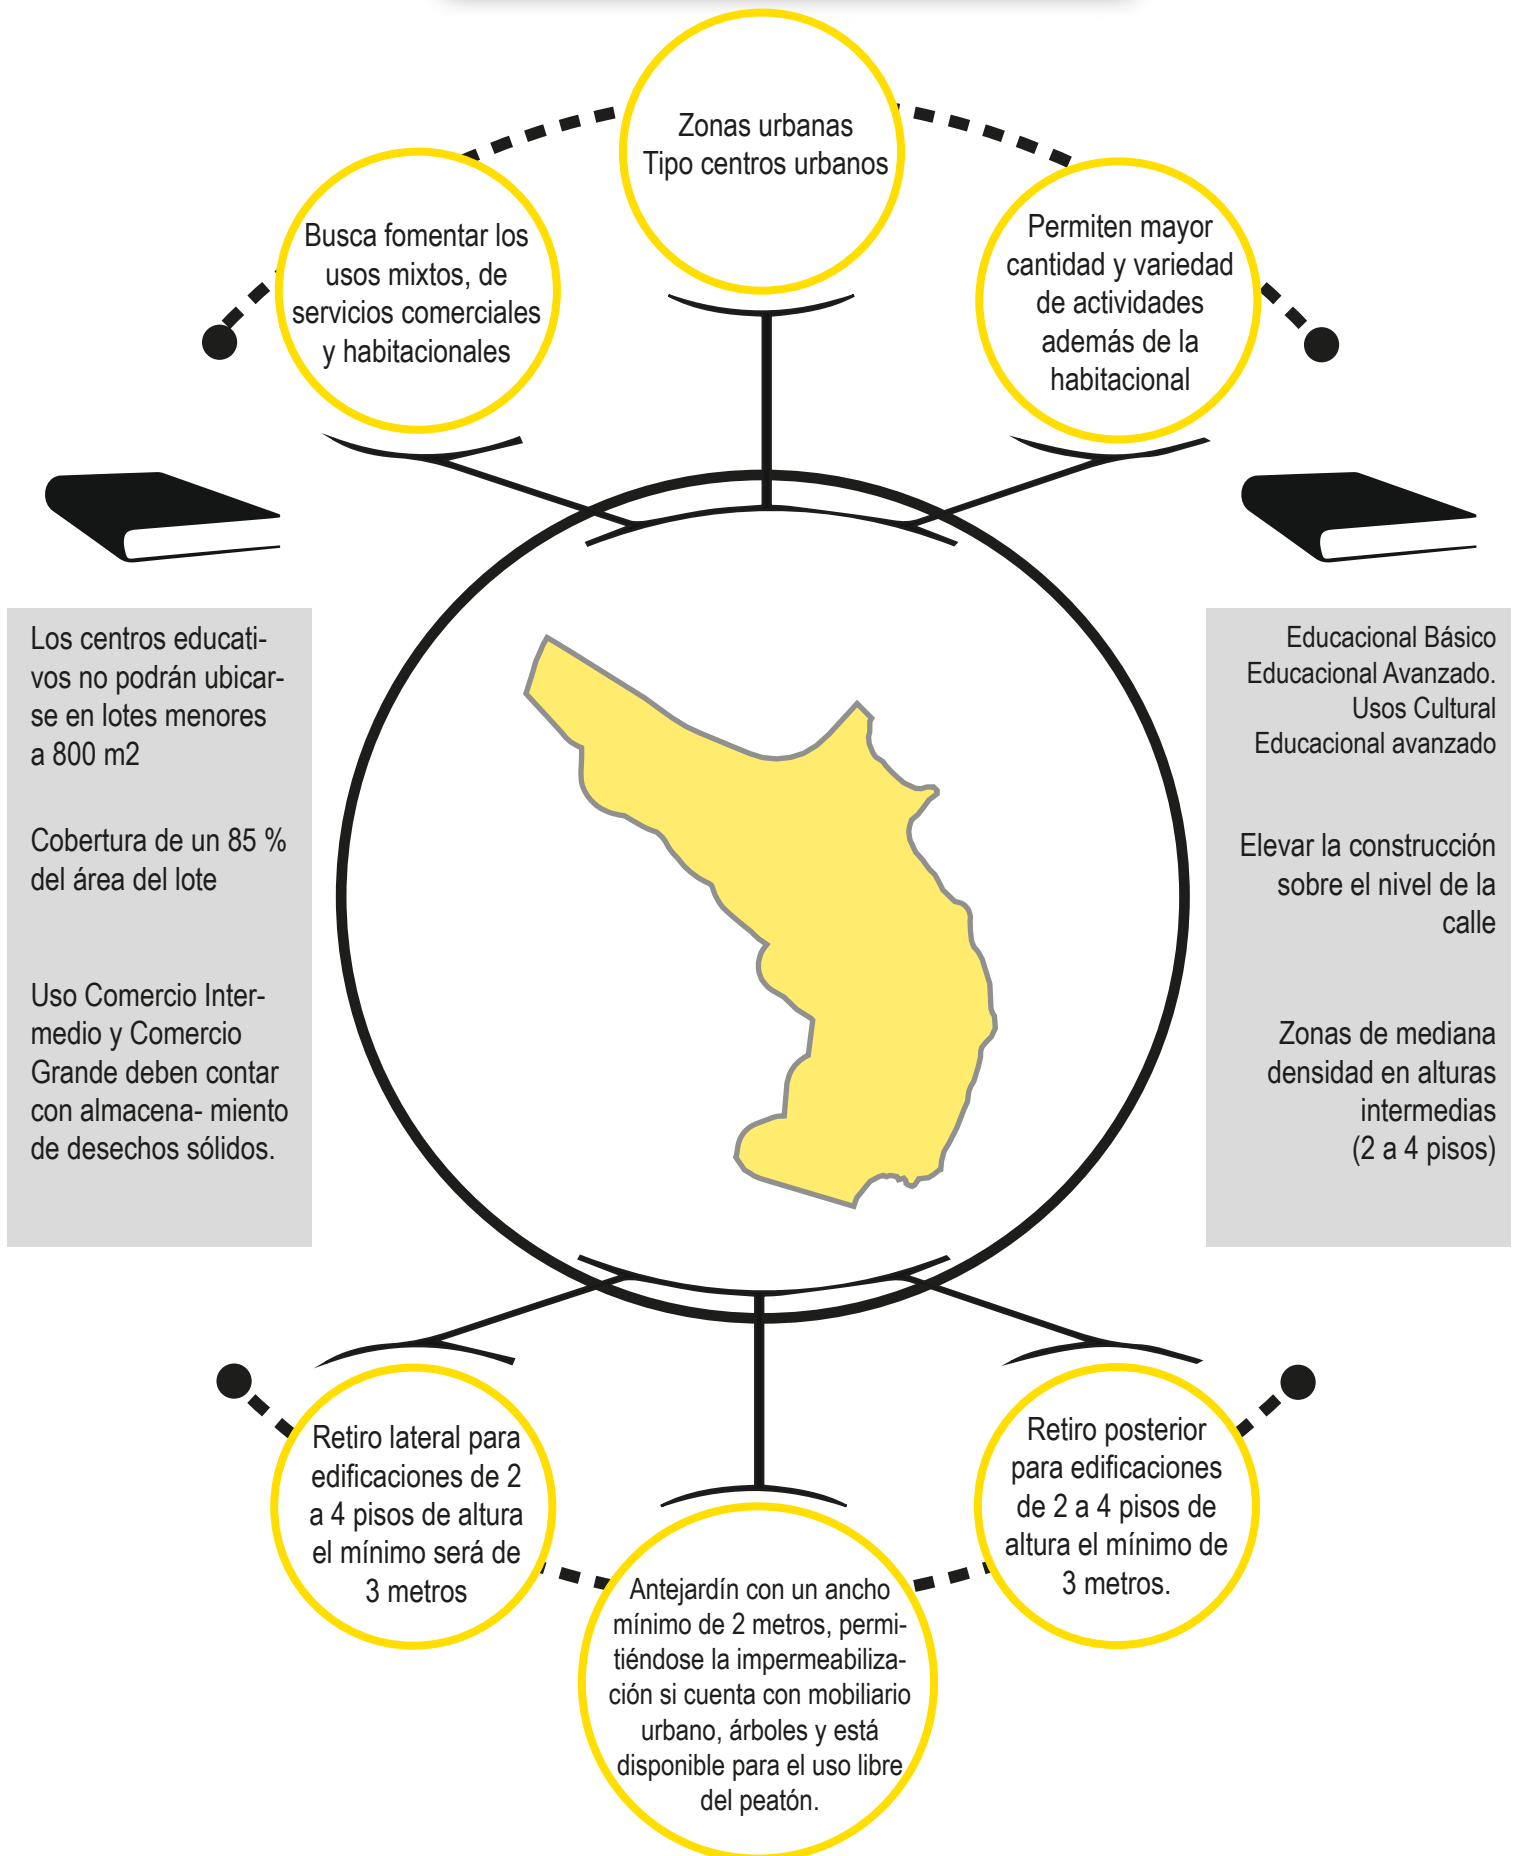 Zonas urbanas
Tipo centros urbanos
Busca fomentar los
usos mixtos, de
servicios comerciales
y habitacionales
Permiten mayor
cantidad y variedad
de actividades
además de la
habitacional
Los centros educati-
vos no podrán ubicar-
se en lotes menores
a 800 m2
Cobertura de un 85 %
del área del lote
Uso Comercio Inter-
medio y Comercio
Grande deben contar
con almacena- miento
de desechos sólidos.
Educacional Básico
Educacional Avanzado.
Usos Cultural
Educacional avanzado
Elevar la construcción
sobre el nivel de la
calle
Zonas de mediana
densidad en alturas
intermedias
(2 a 4 pisos)
Retiro lateral para
edificaciones de 2
a 4 pisos de altura
el mínimo será de
3 metros
Antejardín con un ancho
mínimo de 2 metros, permi-
tiéndose la impermeabiliza-
ción si cuenta con mobiliario
urbano, árboles y está
disponible para el uso libre
del peatón.
Retiro posterior
para edificaciones
de 2 a 4 pisos de
altura el mínimo de
3 metros.